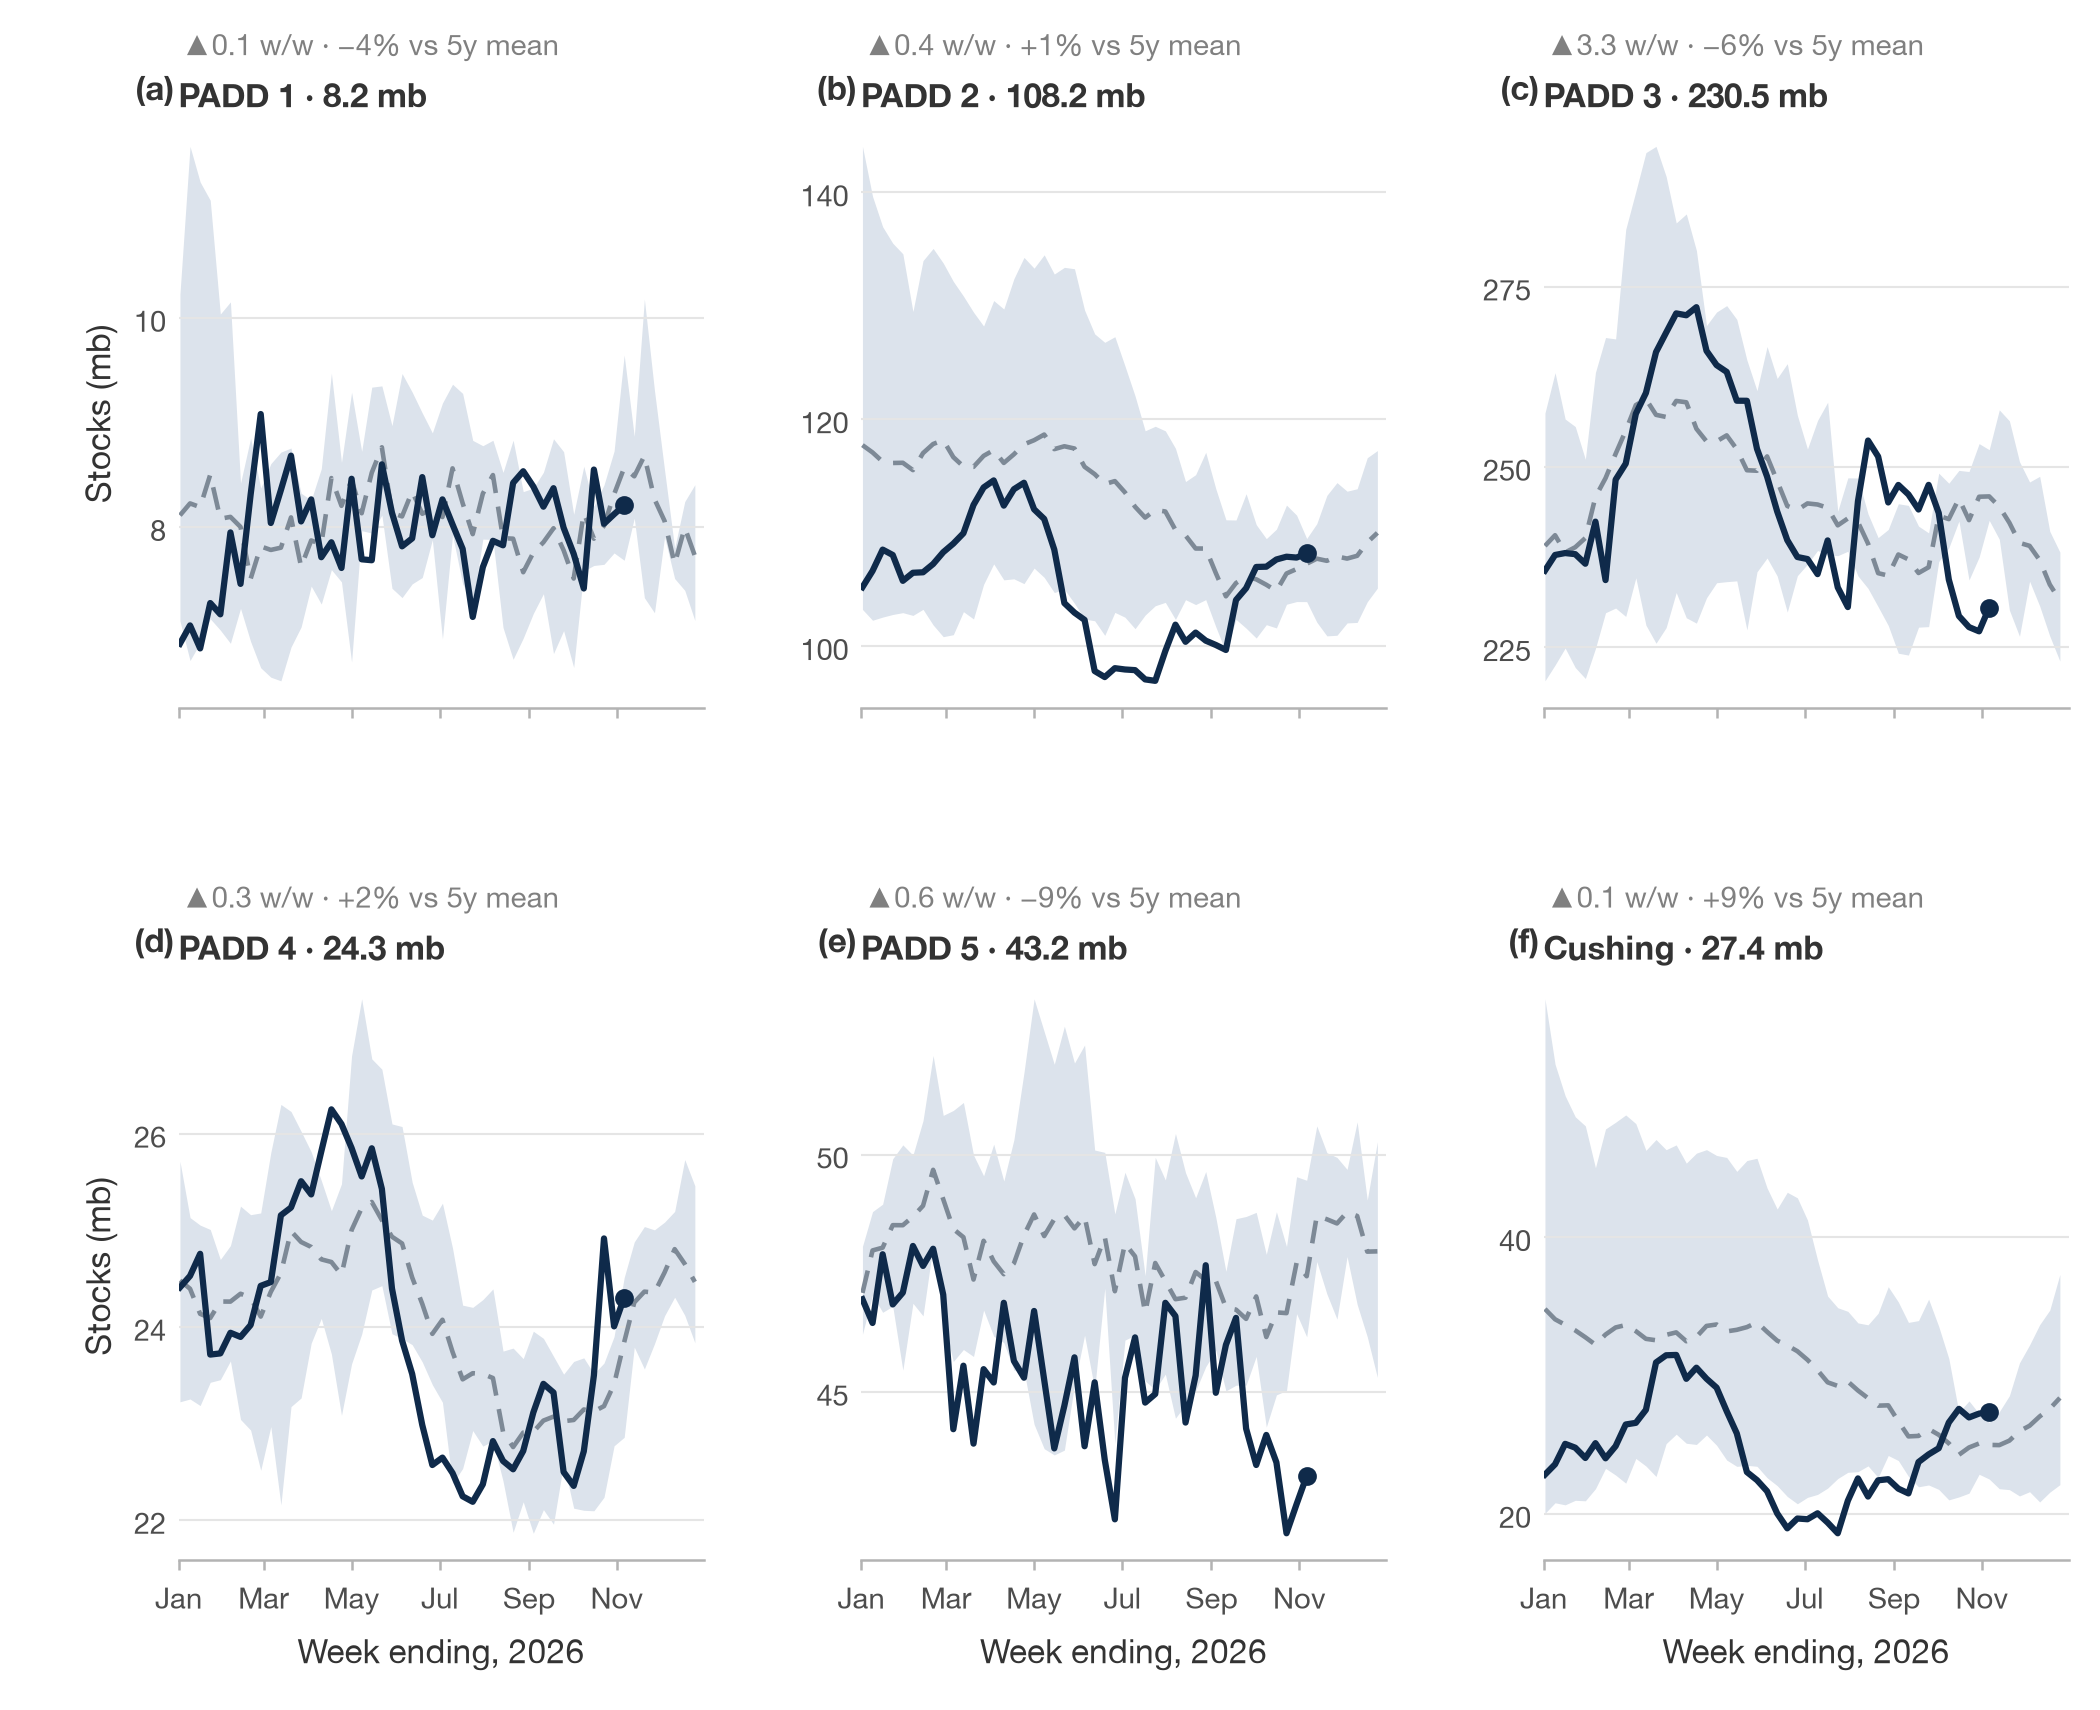 ▲0.1 w/w · −4% vs 5y mean
(a) PADD 1 · 8.2 mb
10
8
Stocks (mb)
▲0.4 w/w · +1% vs 5y mean
(b) PADD 2 · 108.2 mb
140
120
100
▲3.3 w/w · −6% vs 5y mean
(c) PADD 3 · 230.5 mb
275
250
225
▲0.3 w/w · +2% vs 5y mean
(d) PADD 4 · 24.3 mb
26
24
22
Stocks (mb)
Jan Mar May Jul Sep Nov
Week ending, 2026
▲0.6 w/w · −9% vs 5y mean
(e) PADD 5 · 43.2 mb
50
45
Jan Mar May Jul Sep Nov
Week ending, 2026
▲0.1 w/w · +9% vs 5y mean
(f) Cushing · 27.4 mb
40
20
Jan Mar May Jul Sep Nov
Week ending, 2026